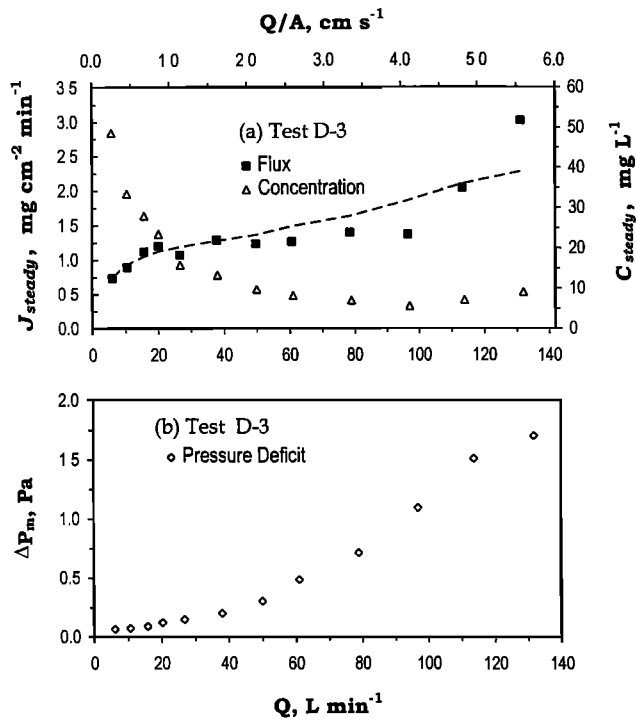 Q/A, cm s⁻¹
0.0 1.0 2.0 3.0 4.0 5.0 6.0
3.5
3.0
2.5
2.0
1.5
1.0
0.5
0.0
J steady, mg cm⁻² min⁻¹
(a) Test D-3
Flux
Concentration
60
50
40
30
20
10
0
C steady, mg L⁻¹
0 20 40 60 80 100 120 140
2.0
1.5
1.0
0.5
0.0
ΔPm, Pa
(b) Test D-3
Pressure Deficit
0 20 40 60 80 100 120 140
Q, L min⁻¹